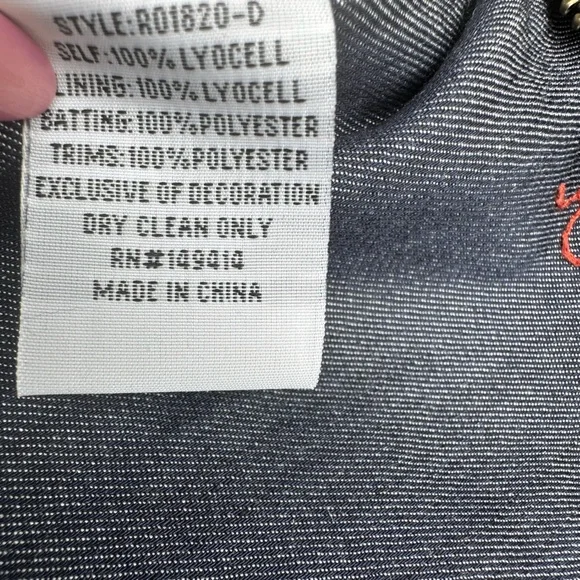 STYLE:R01820-D
SELF:100%LYOCELL
LINING:100%LYOCELL
BATTING:100%POLYESTER
TRIMS:100%POLYESTER
EXCLUSIVE OF DECORATION
DRY CLEAN ONLY
RN#149414
MADE IN CHINA